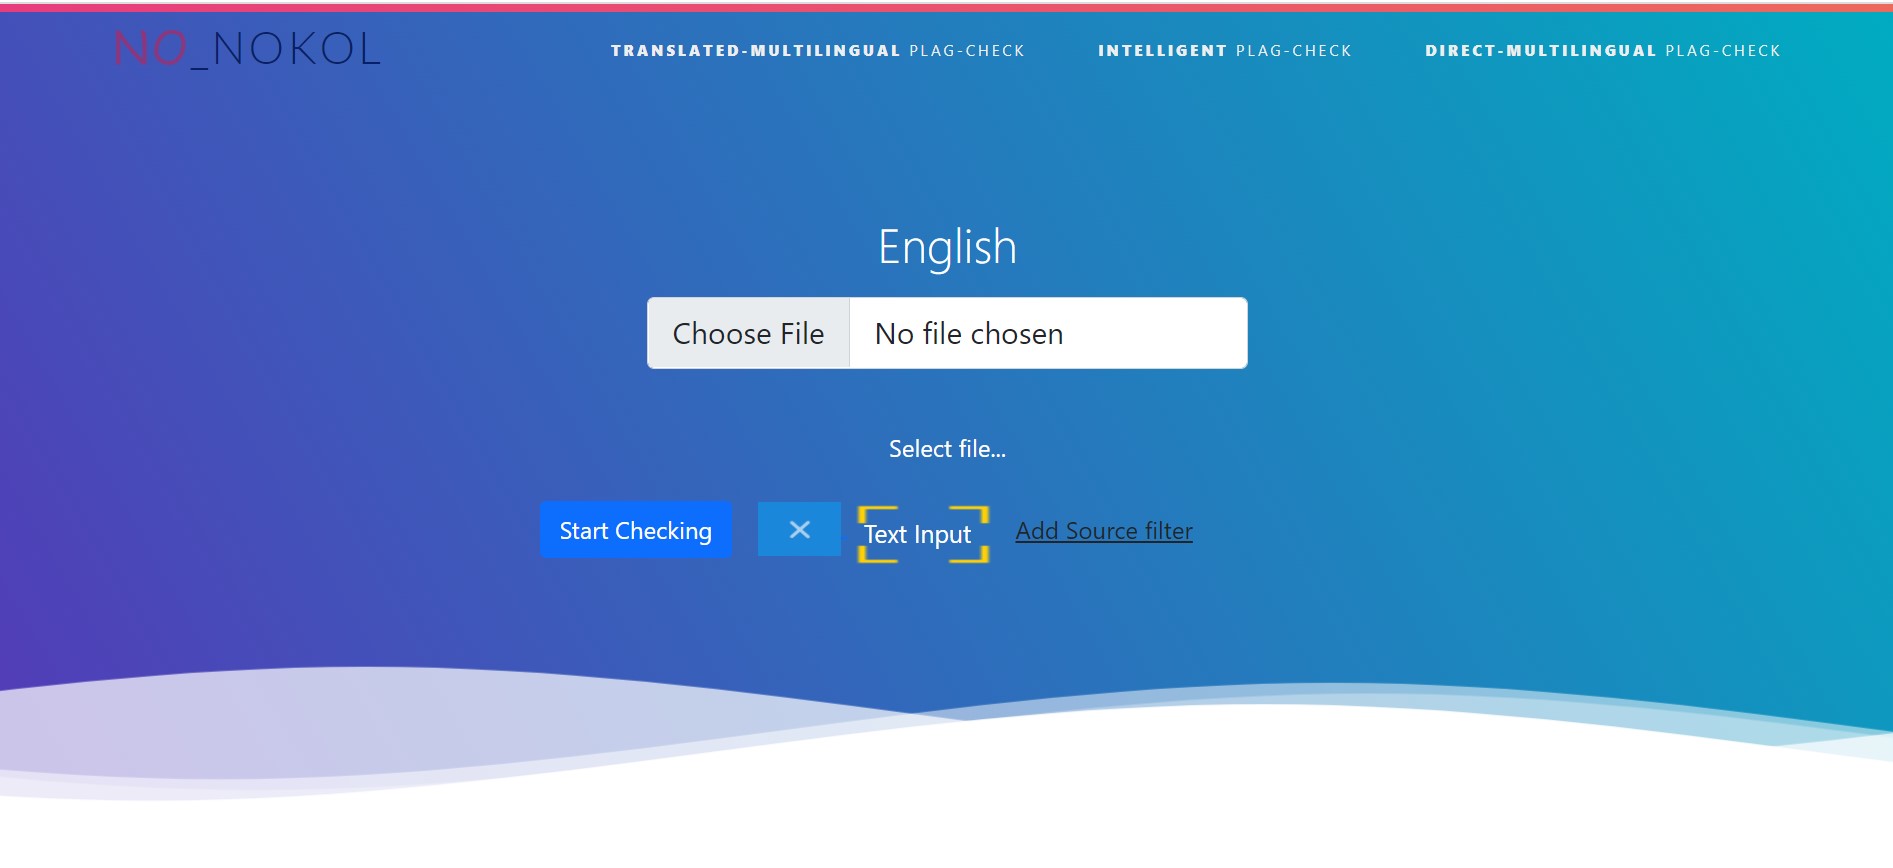 NO_NOKOL
TRANSLATED-MULTILINGUAL PLAG-CHECK
INTELLIGENT PLAG-CHECK
DIRECT-MULTILINGUAL PLAG-CHECK
English
Choose File No file chosen
Select file...
Start Checking
Text Input
Add Source filter